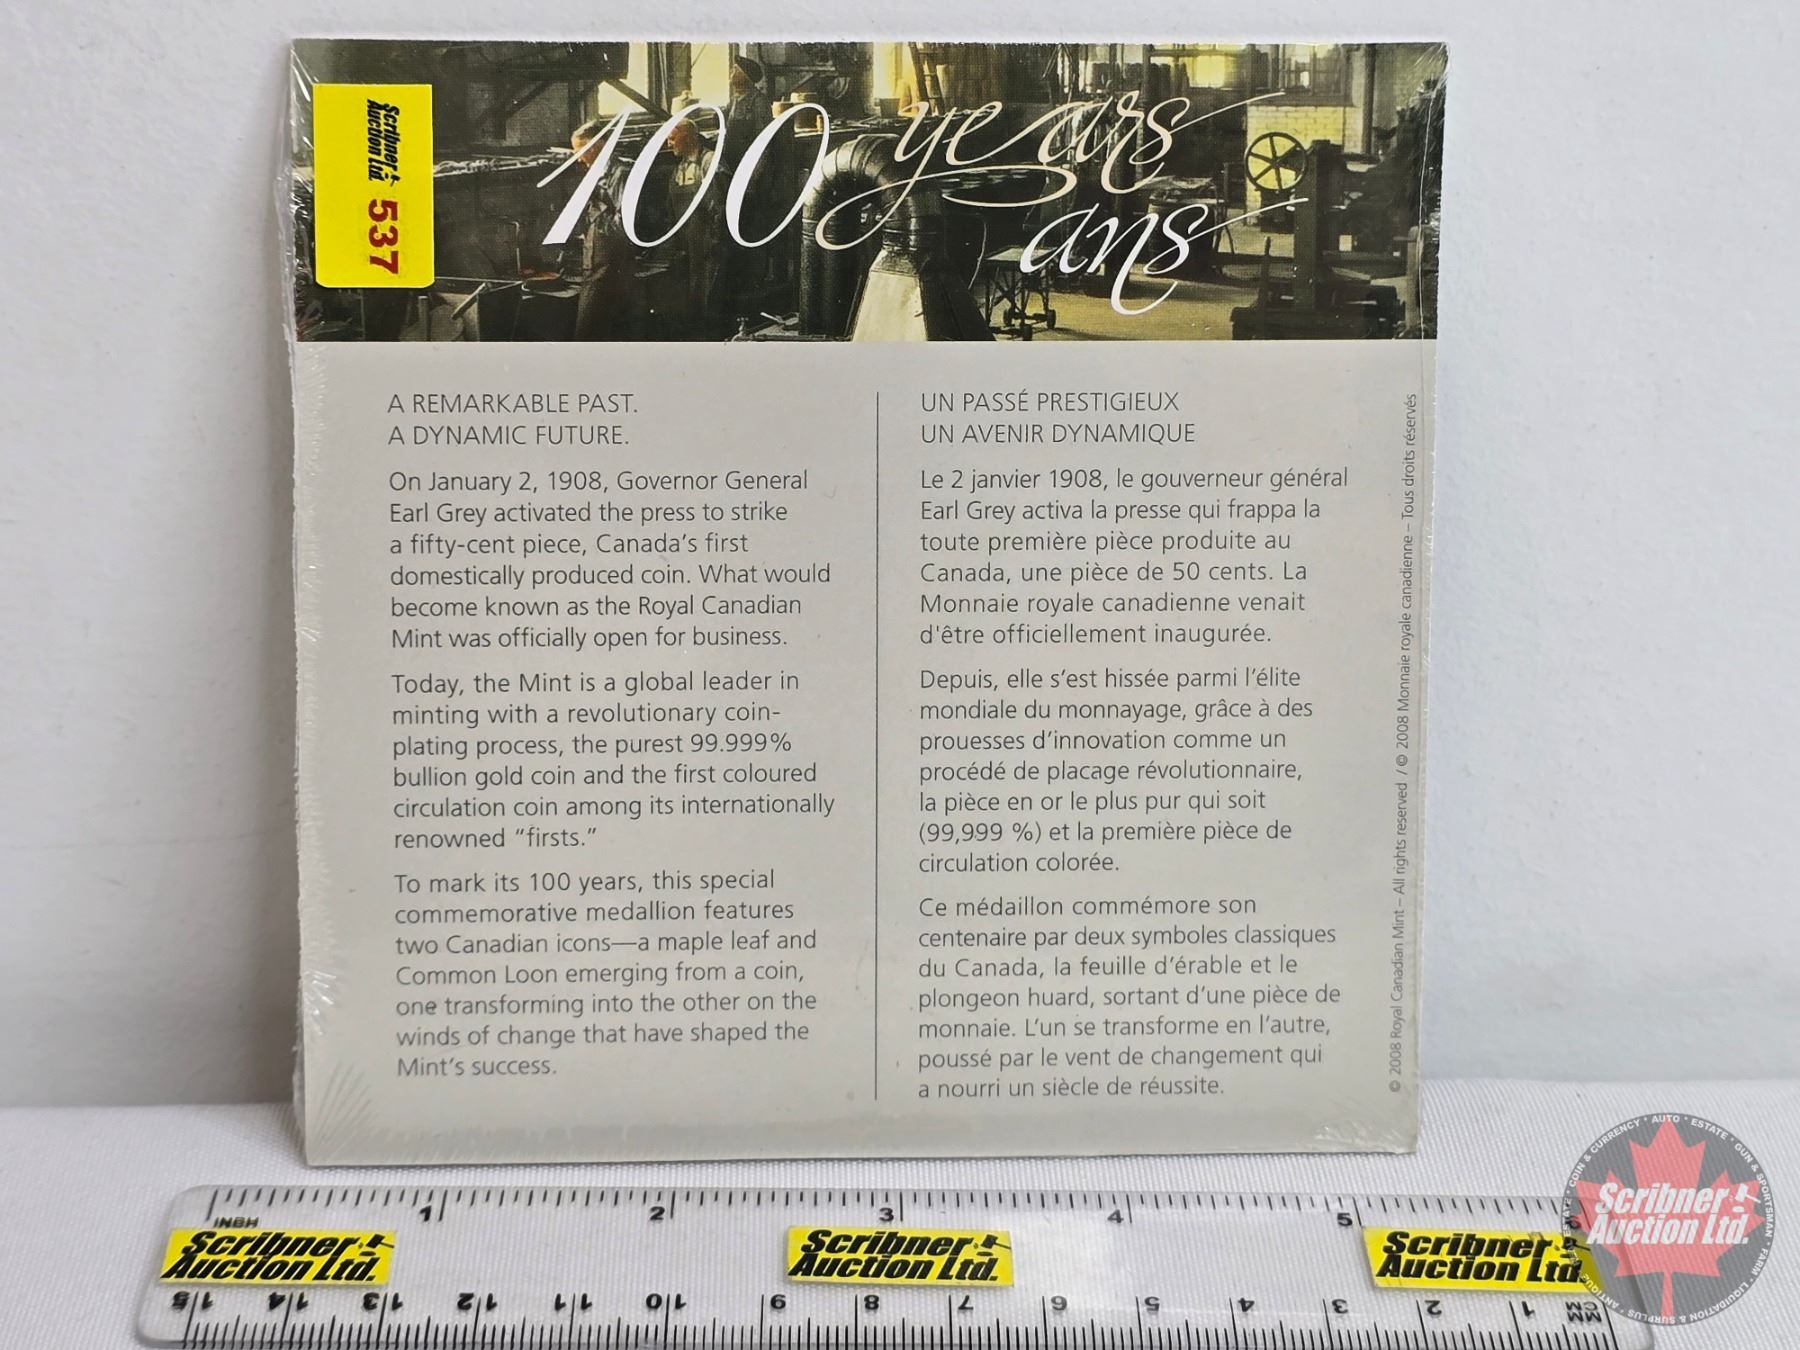 100 years
ans
Scribner
Auction Ltd.
537
A REMARKABLE PAST.
A DYNAMIC FUTURE.
On January 2, 1908, Governor General
Earl Grey activated the press to strike
a fifty-cent piece, Canada's first
domestically produced coin. What would
become known as the Royal Canadian
Mint was officially open for business.
Today, the Mint is a global leader in
minting with a revolutionary coin-
plating process, the purest 99.999%
bullion gold coin and the first coloured
circulation coin among its internationally
renowned “firsts.”
To mark its 100 years, this special
commemorative medallion features
two Canadian icons—a maple leaf and
Common Loon emerging from a coin,
one transforming into the other on the
winds of change that have shaped the
Mint's success.
UN PASSÉ PRESTIGIEUX
UN AVENIR DYNAMIQUE
Le 2 janvier 1908, le gouverneur général
Earl Grey activa la presse qui frappa la
toute première pièce produite au
Canada, une pièce de 50 cents. La
Monnaie royale canadienne venait
d'être officiellement inaugurée.
Depuis, elle s'est hissée parmi l'élite
mondiale du monnayage, grâce à des
prouesses d'innovation comme un
procédé de placage révolutionnaire,
la pièce en or le plus pur qui soit
(99,999 %) et la première pièce de
circulation colorée.
Ce médaillon commémore son
centenaire par deux symboles classiques
du Canada, la feuille d'érable et le
plongeon huard, sortant d'une pièce de
monnaie. L'un se transforme en l'autre,
poussé par le vent de changement qui
a nourri un siècle de réussite.
© 2008 Royal Canadian Mint – All rights reserved / © 2008 Monnaie royale canadienne – Tous droits réservés
1 2 3 4 5
Scribner
Auction Ltd.
Scribner
Auction Ltd.
Scribner
Auction Ltd.
15 14 13 12 11 10 9 8 7 6 5 4 3 2 1 MM
CM
COIN & CURRENCY · AUTO · ESTATE · GUN & SPORTSMAN · FARM · LIQUIDATION & SURPLUS · ANTIQUE
Scribner
Auction Ltd.